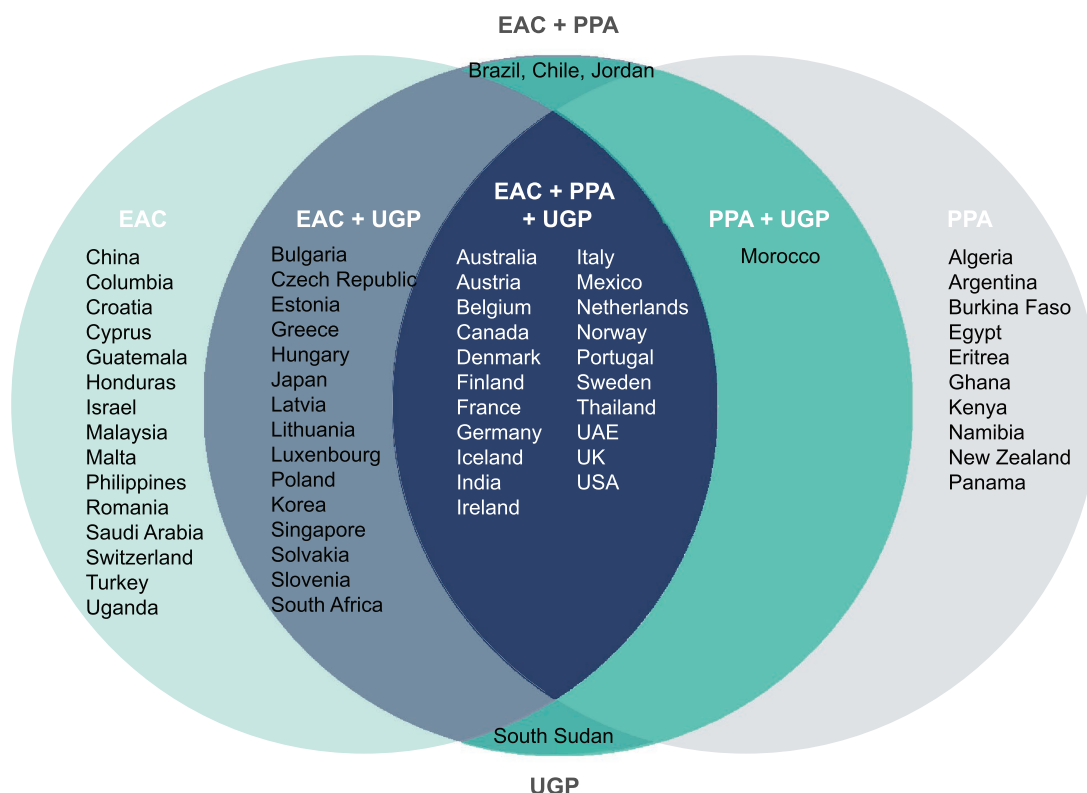 EAC + PPA
Brazil, Chile, Jordan
EAC
China
Columbia
Croatia
Cyprus
Guatemala
Honduras
Israel
Malaysia
Malta
Philippines
Romania
Saudi Arabia
Switzerland
Turkey
Uganda
EAC + UGP
Bulgaria
Czech Republic
Estonia
Greece
Hungary
Japan
Latvia
Lithuania
Luxenbourg
Poland
Korea
Singapore
Solvakia
Slovenia
South Africa
EAC + PPA
+ UGP
Australia
Austria
Belgium
Canada
Denmark
Finland
France
Germany
Iceland
India
Ireland
Italy
Mexico
Netherlands
Norway
Portugal
Sweden
Thailand
UAE
UK
USA
PPA + UGP
Morocco
PPA
Algeria
Argentina
Burkina Faso
Egypt
Eritrea
Ghana
Kenya
Namibia
New Zealand
Panama
South Sudan
UGP